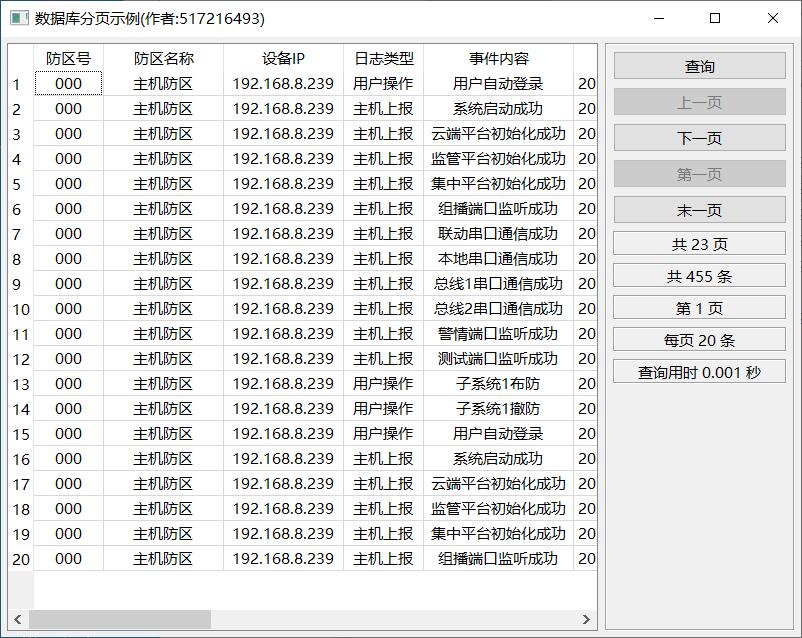 数据库分页示例(作者:517216493)
防区号 防区名称 设备IP 日志类型 事件内容
1 000 主机防区 192.168.8.239 用户操作 用户自动登录 20
2 000 主机防区 192.168.8.239 主机上报 系统启动成功 20
3 000 主机防区 192.168.8.239 主机上报 云端平台初始化成功 20
4 000 主机防区 192.168.8.239 主机上报 监管平台初始化成功 20
5 000 主机防区 192.168.8.239 主机上报 集中平台初始化成功 20
6 000 主机防区 192.168.8.239 主机上报 组播端口监听成功 20
7 000 主机防区 192.168.8.239 主机上报 联动串口通信成功 20
8 000 主机防区 192.168.8.239 主机上报 本地串口通信成功 20
9 000 主机防区 192.168.8.239 主机上报 总线1串口通信成功 20
10 000 主机防区 192.168.8.239 主机上报 总线2串口通信成功 20
11 000 主机防区 192.168.8.239 主机上报 警情端口监听成功 20
12 000 主机防区 192.168.8.239 主机上报 测试端口监听成功 20
13 000 主机防区 192.168.8.239 用户操作 子系统1布防 20
14 000 主机防区 192.168.8.239 用户操作 子系统1撤防 20
15 000 主机防区 192.168.8.239 用户操作 用户自动登录 20
16 000 主机防区 192.168.8.239 主机上报 系统启动成功 20
17 000 主机防区 192.168.8.239 主机上报 云端平台初始化成功 20
18 000 主机防区 192.168.8.239 主机上报 监管平台初始化成功 20
19 000 主机防区 192.168.8.239 主机上报 集中平台初始化成功 20
20 000 主机防区 192.168.8.239 主机上报 组播端口监听成功 20
查询
上一页
下一页
第一页
末一页
共 23 页
共 455 条
第 1 页
每页 20 条
查询用时 0.001 秒